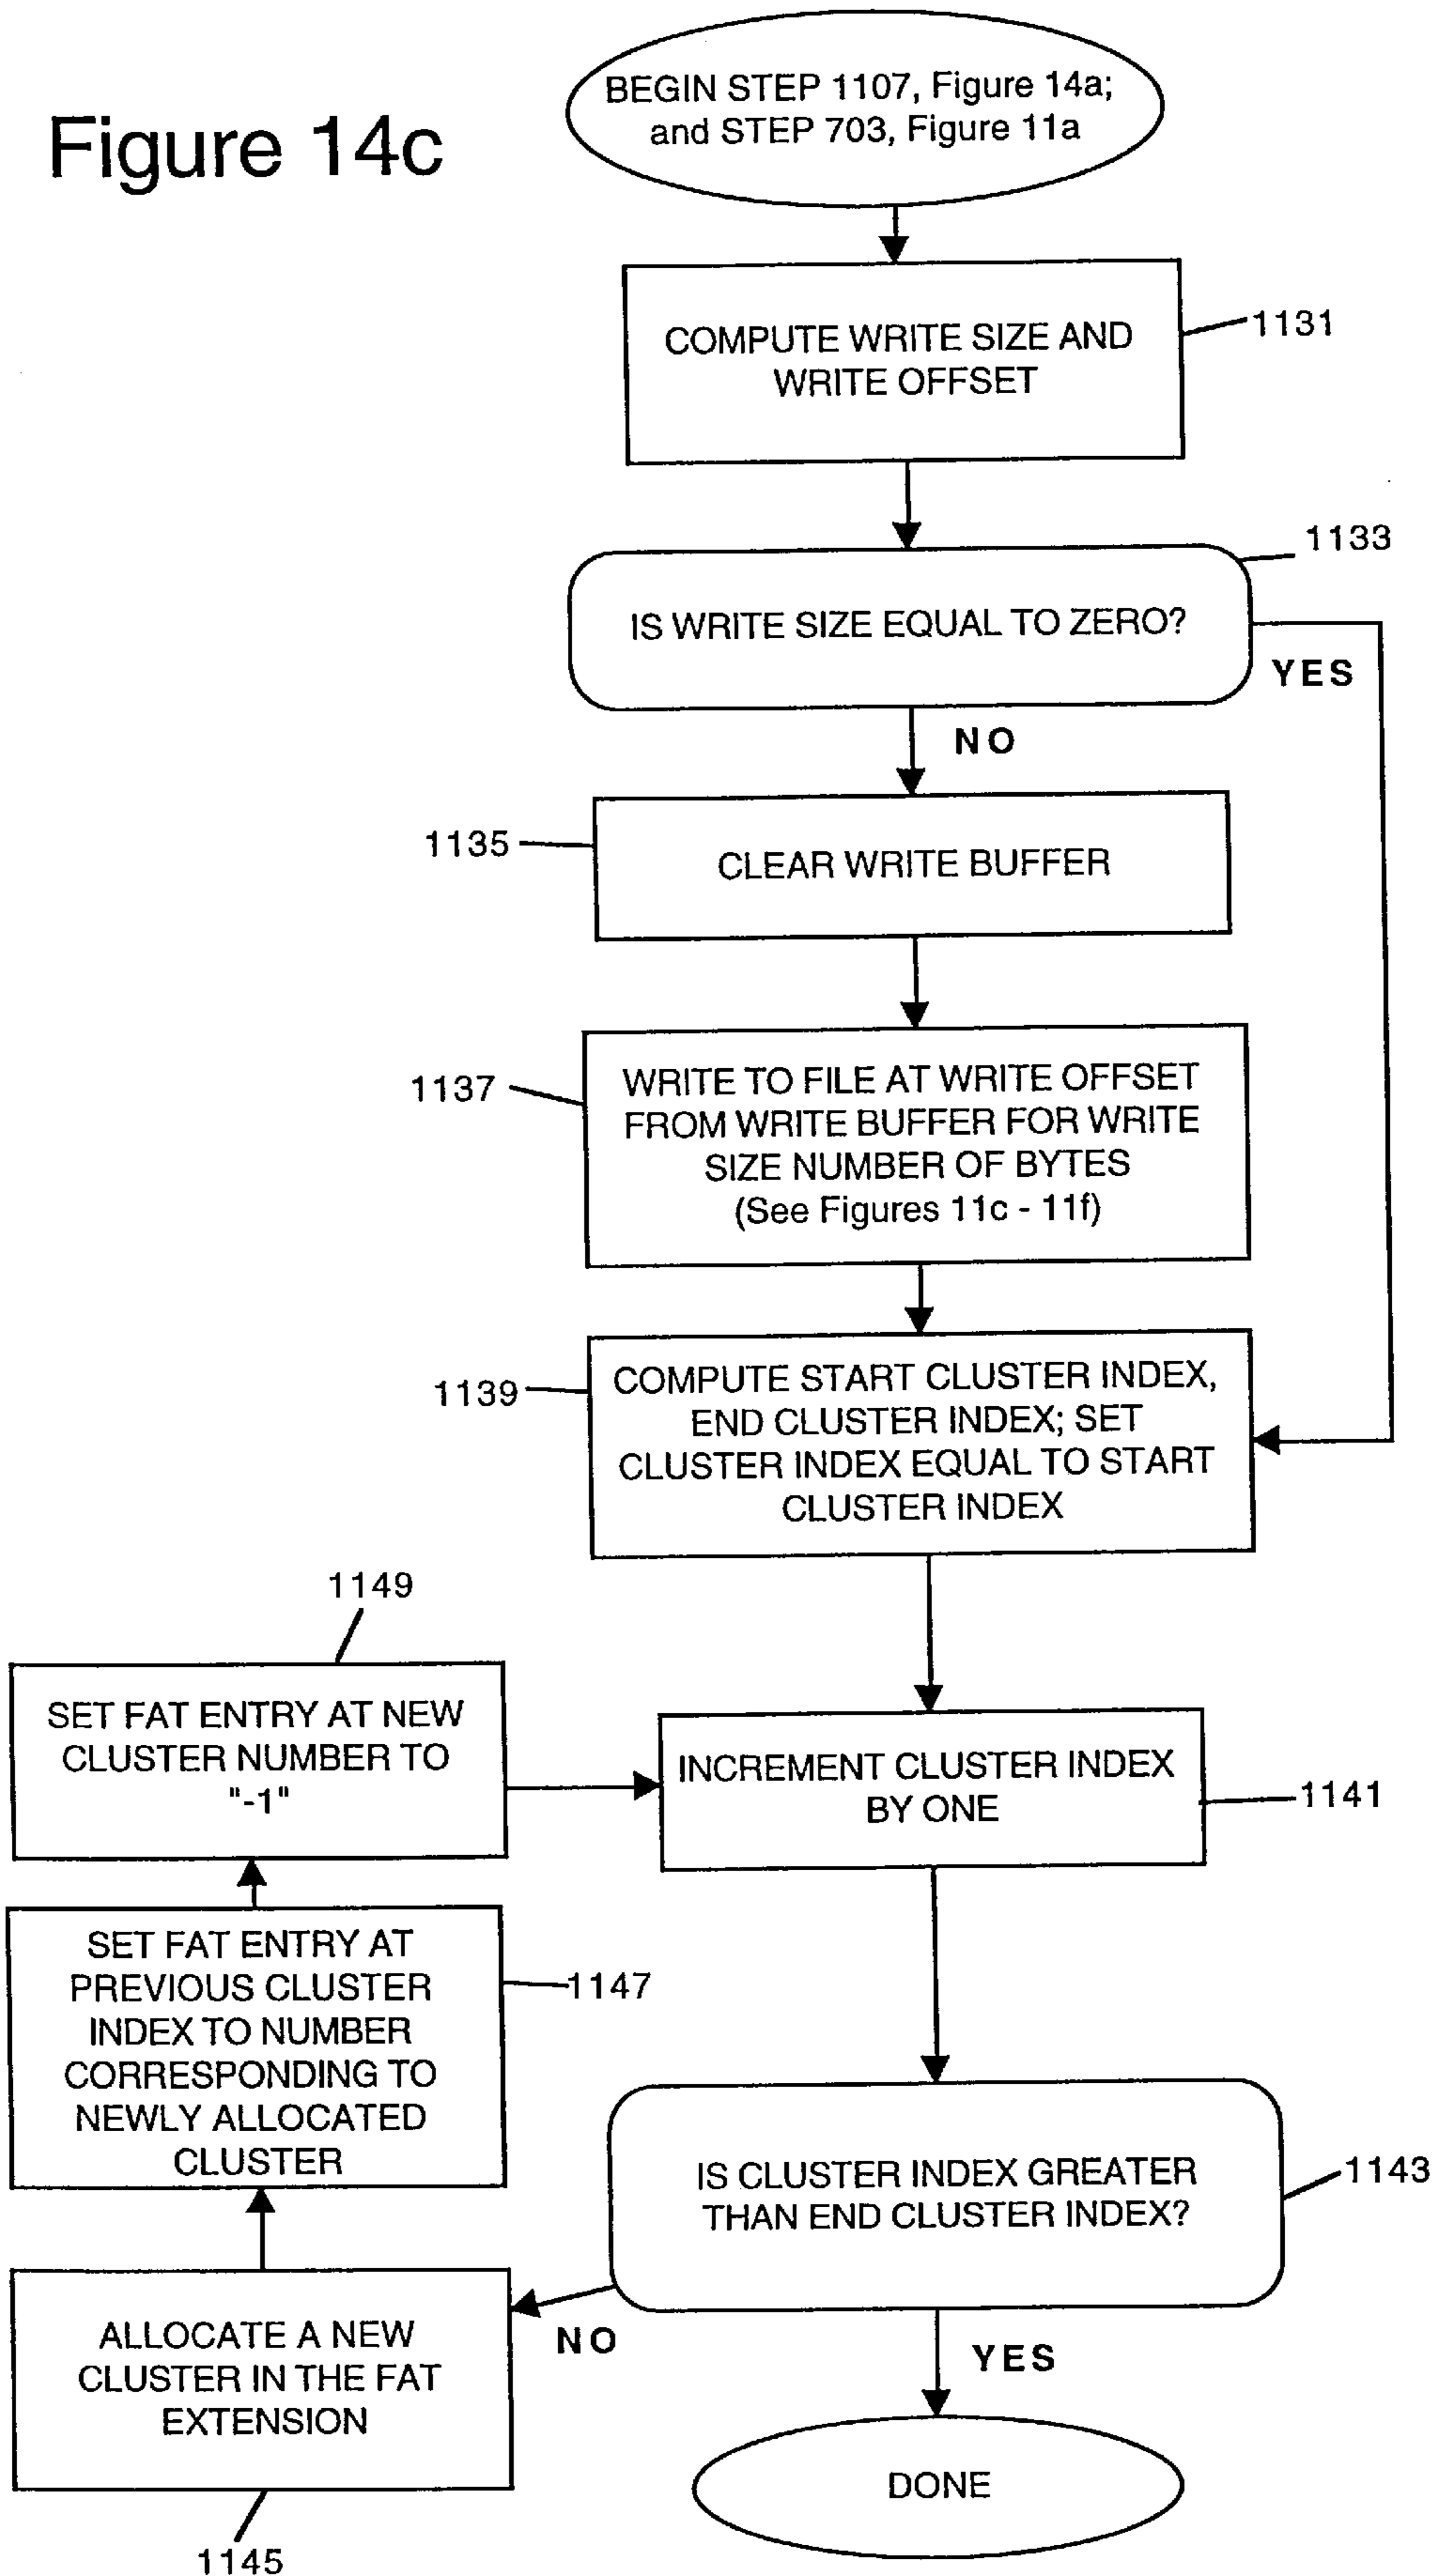 Figure 14c
BEGIN STEP 1107, Figure 14a;
and STEP 703, Figure 11a
COMPUTE WRITE SIZE AND
WRITE OFFSET
1131
1133
IS WRITE SIZE EQUAL TO ZERO?
YES
NO
1135
CLEAR WRITE BUFFER
1137
WRITE TO FILE AT WRITE OFFSET
FROM WRITE BUFFER FOR WRITE
SIZE NUMBER OF BYTES
(See Figures 11c - 11f)
1139
COMPUTE START CLUSTER INDEX,
END CLUSTER INDEX; SET
CLUSTER INDEX EQUAL TO START
CLUSTER INDEX
1149
SET FAT ENTRY AT NEW
CLUSTER NUMBER TO
"-1"
INCREMENT CLUSTER INDEX
BY ONE
1141
SET FAT ENTRY AT
PREVIOUS CLUSTER
INDEX TO NUMBER
CORRESPONDING TO
NEWLY ALLOCATED
CLUSTER
1147
IS CLUSTER INDEX GREATER
THAN END CLUSTER INDEX?
1143
NO
YES
ALLOCATE A NEW
CLUSTER IN THE FAT
EXTENSION
1145
DONE